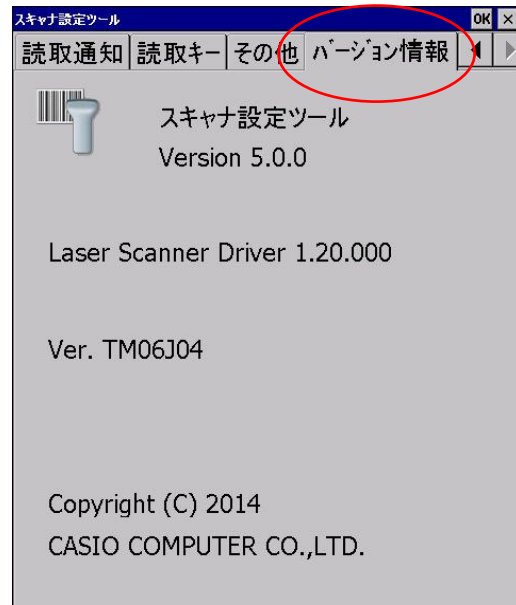 スキャナ設定ツール OK ×
読取通知 読取キー その他 バージョン情報
スキャナ設定ツール
Version 5.0.0
Laser Scanner Driver 1.20.000
Ver. TM06J04
Copyright (C) 2014
CASIO COMPUTER CO.,LTD.